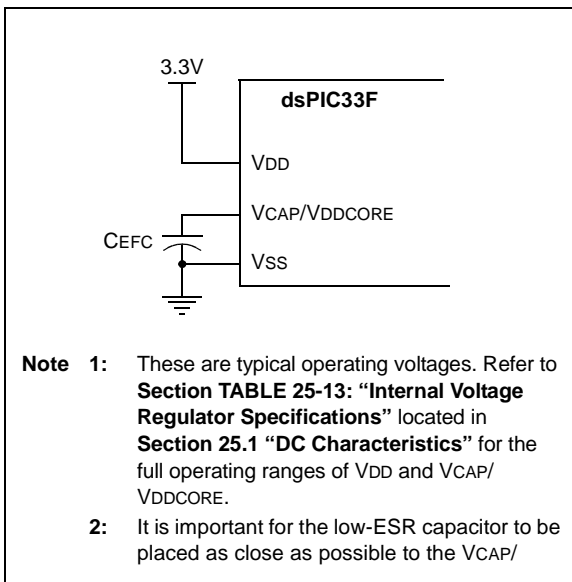 3.3V
dsPIC33F
VDD
VCAP/VDDCORE
CEFC
VSS
Note 1: These are typical operating voltages. Refer to
Section TABLE 25-13: “Internal Voltage
Regulator Specifications” located in
Section 25.1 “DC Characteristics” for the
full operating ranges of VDD and VCAP/
VDDCORE.
2: It is important for the low-ESR capacitor to be
placed as close as possible to the VCAP/